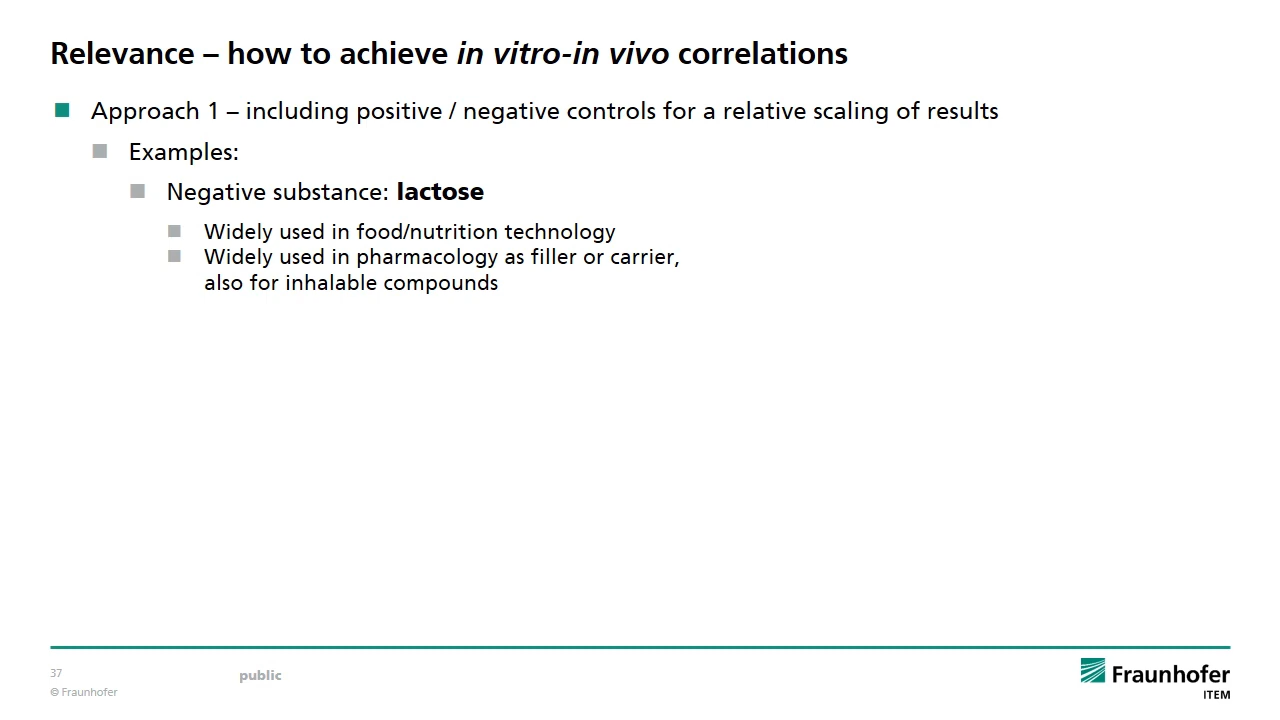 Relevance – how to achieve in vitro-in vivo correlations
Approach 1 – including positive / negative controls for a relative scaling of results
Examples:
Negative substance: lactose
Widely used in food/nutrition technology
Widely used in pharmacology as filler or carrier,
also for inhalable compounds
37
© Fraunhofer
public
Fraunhofer
ITEM